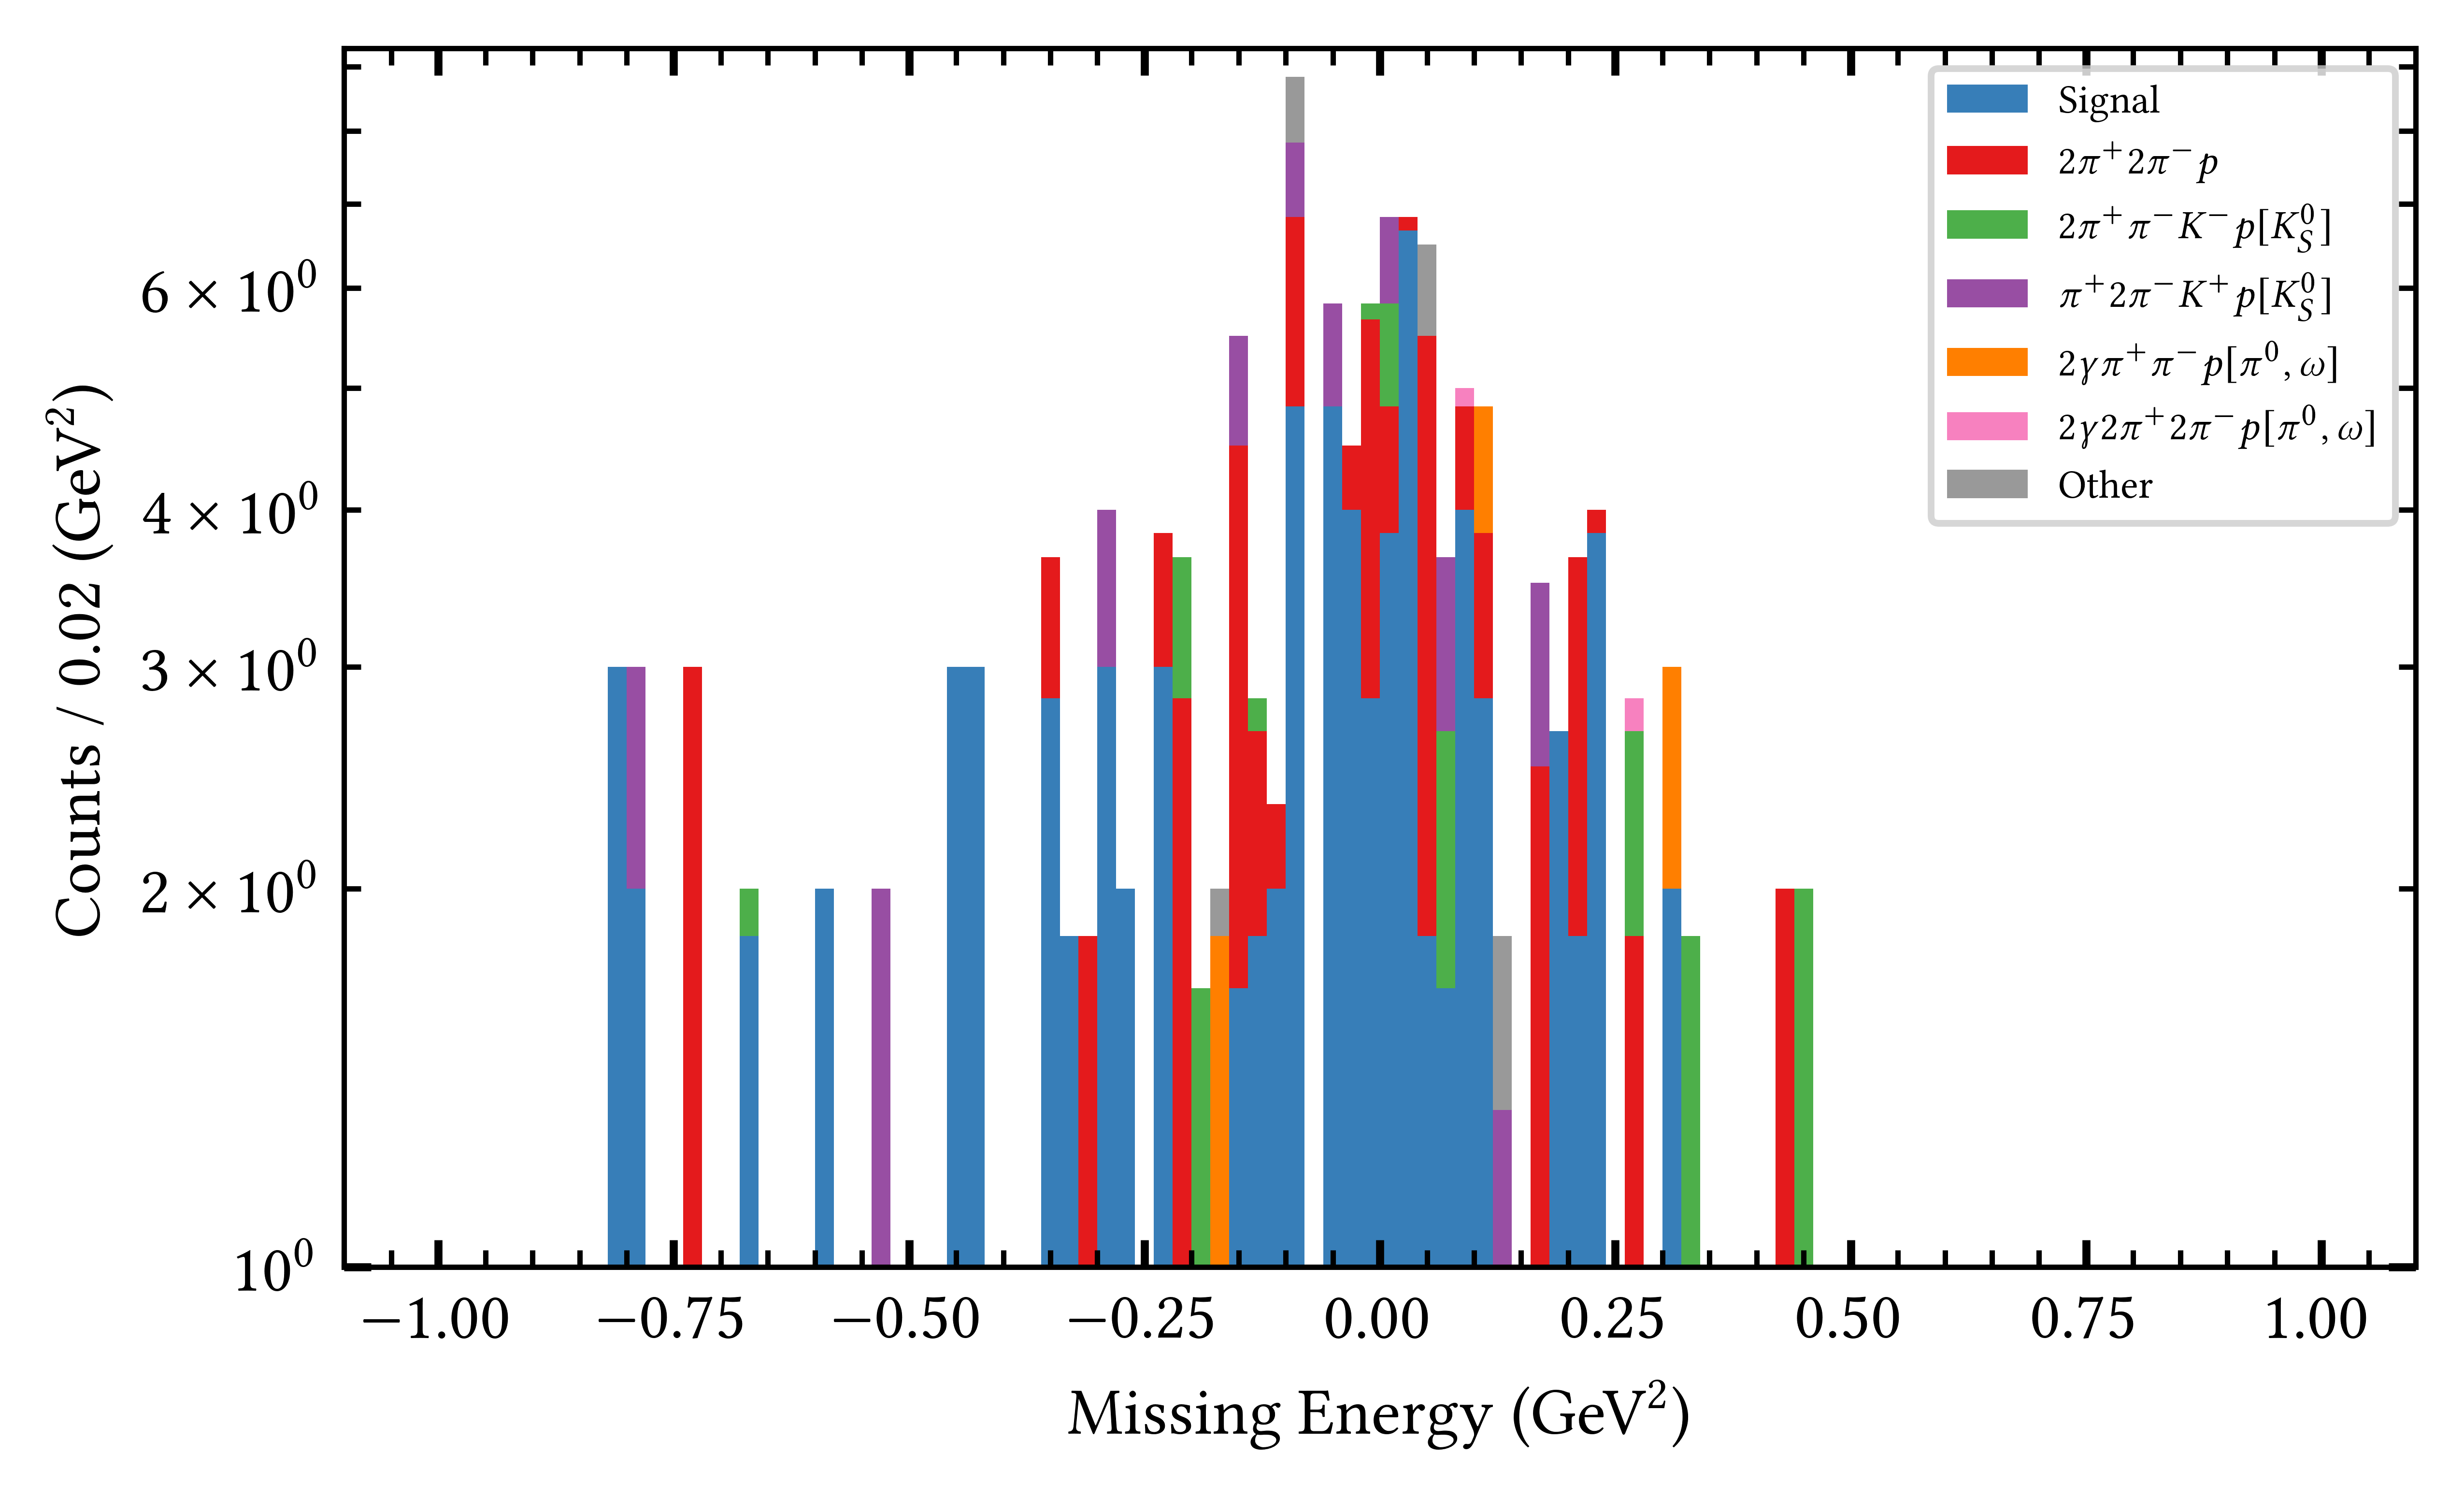 Counts / 0.02 (GeV²)
6 × 10⁰
4 × 10⁰
3 × 10⁰
2 × 10⁰
10⁰
−1.00 −0.75 −0.50 −0.25 0.00 0.25 0.50 0.75 1.00
Missing Energy (GeV²)
Signal
2π⁺2π⁻p
2π⁺π⁻K⁻p[K_S⁰]
π⁺2π⁻K⁺p[K_S⁰]
2γπ⁺π⁻p[π⁰, ω]
2γ2π⁺2π⁻p[π⁰, ω]
Other